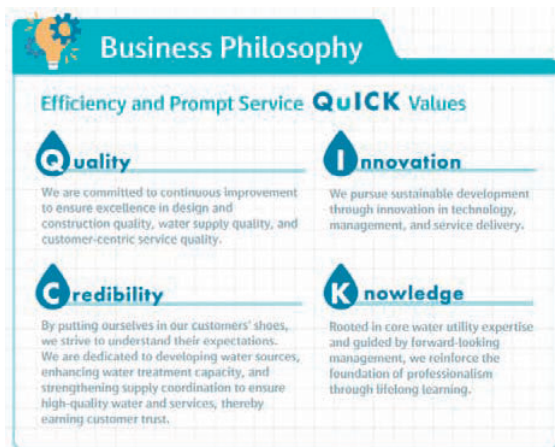 Business Philosophy
Efficiency and Prompt Service QuICK Values
Quality
We are committed to continuous improvement
to ensure excellence in design and
construction quality, water supply quality, and
customer-centric service quality.
Innovation
We pursue sustainable development
through innovation in technology,
management, and service delivery.
Credibility
By putting ourselves in our customers' shoes,
we strive to understand their expectations.
We are dedicated to developing water sources,
enhancing water treatment capacity, and
strengthening supply coordination to ensure
high-quality water and services, thereby
earning customer trust.
Knowledge
Rooted in core water utility expertise
and guided by forward-looking
management, we reinforce the
foundation of professionalism
through lifelong learning.